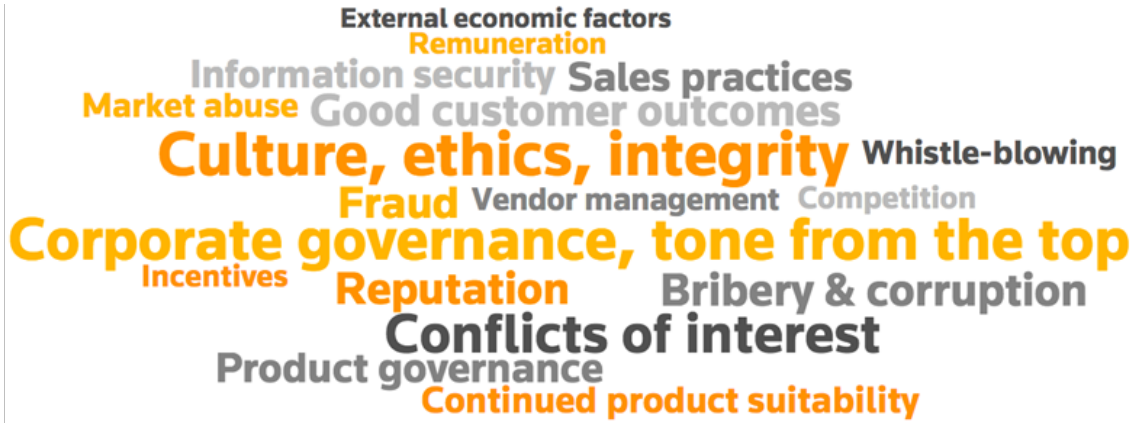 External economic factors
Remuneration
Information security Sales practices
Market abuse Good customer outcomes
Culture, ethics, integrity Whistle-blowing
Fraud Vendor management Competition
Corporate governance, tone from the top
Incentives Reputation Bribery & corruption
Conflicts of interest
Product governance
Continued product suitability